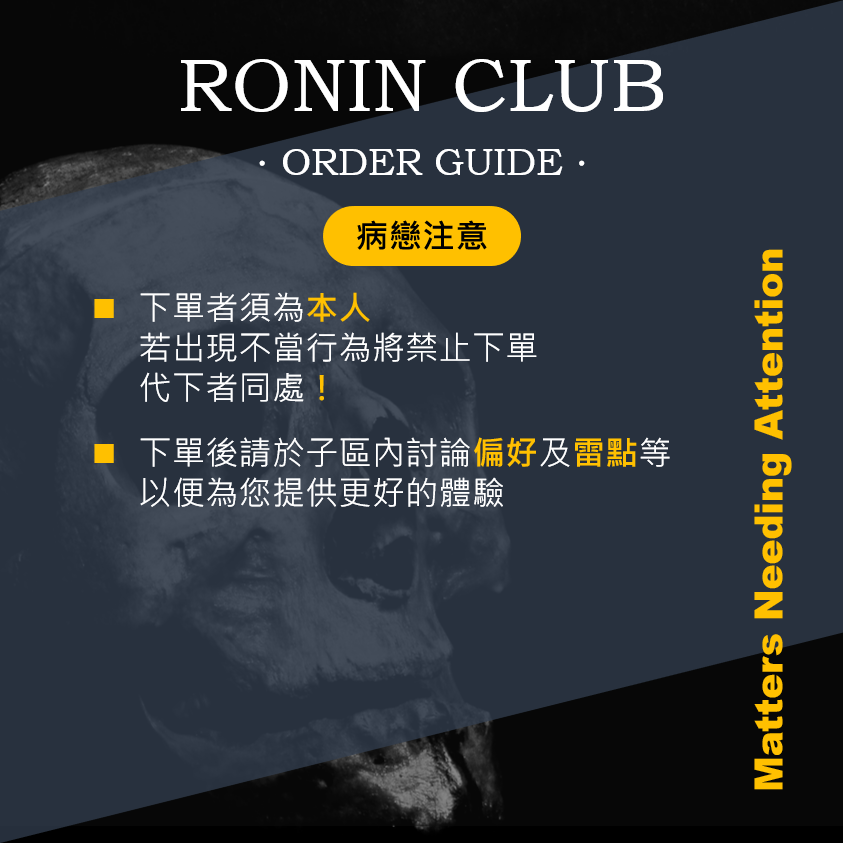 RONIN CLUB
· ORDER GUIDE ·
病戀注意
■ 下單者須為本人
若出現不當行為將禁止下單
代下者同處！
■ 下單後請於子區內討論偏好及雷點等
以便為您提供更好的體驗
Matters Needing Attention